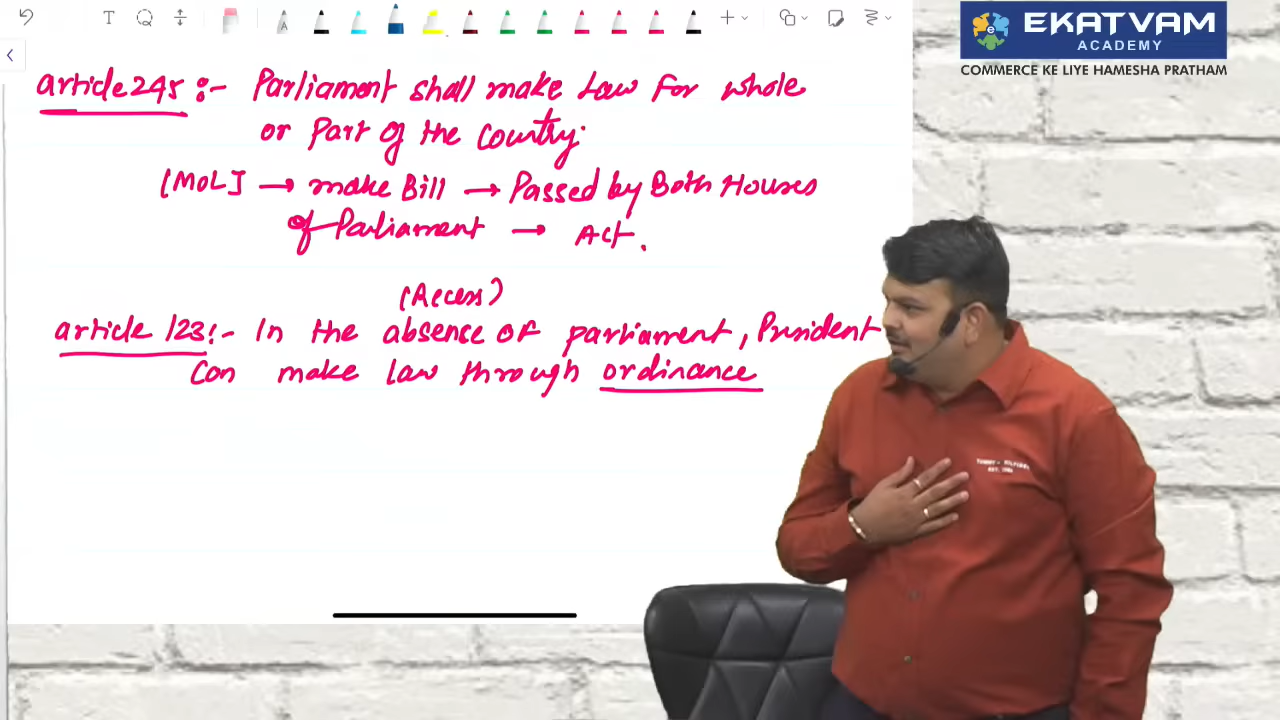 EKATVAM
ACADEMY
COMMERCE KE LIYE HAMESHA PRATHAM
article 245 :- Parliament shall make Law For whole
or Part of the Country.
[MOL] → make Bill → Passed by Both Houses
of Parliament → Act.
article 123 :- In the absence of parliament, President
Can make law through ordinance